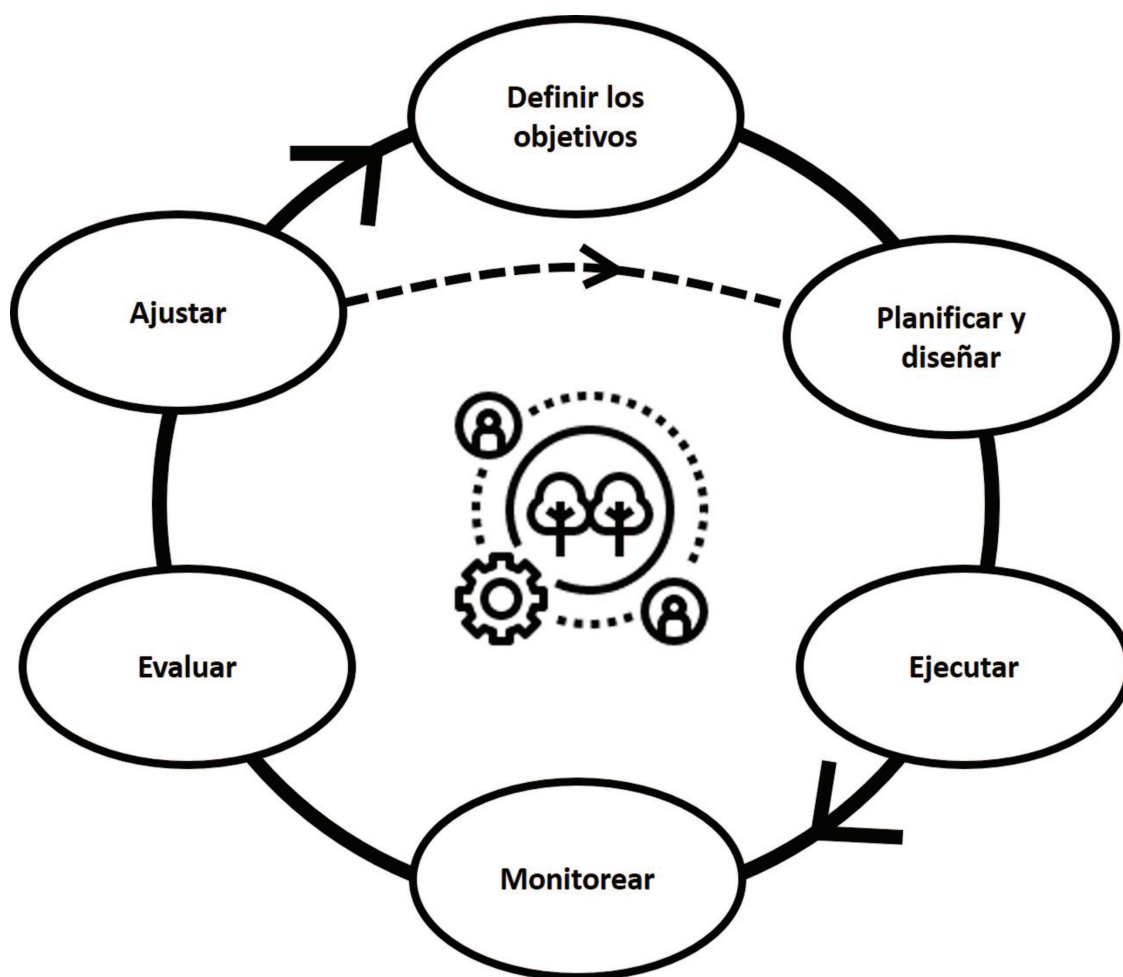 Definir los
objetivos
Planificar y
diseñar
Ejecutar
Monitorear
Evaluar
Ajustar